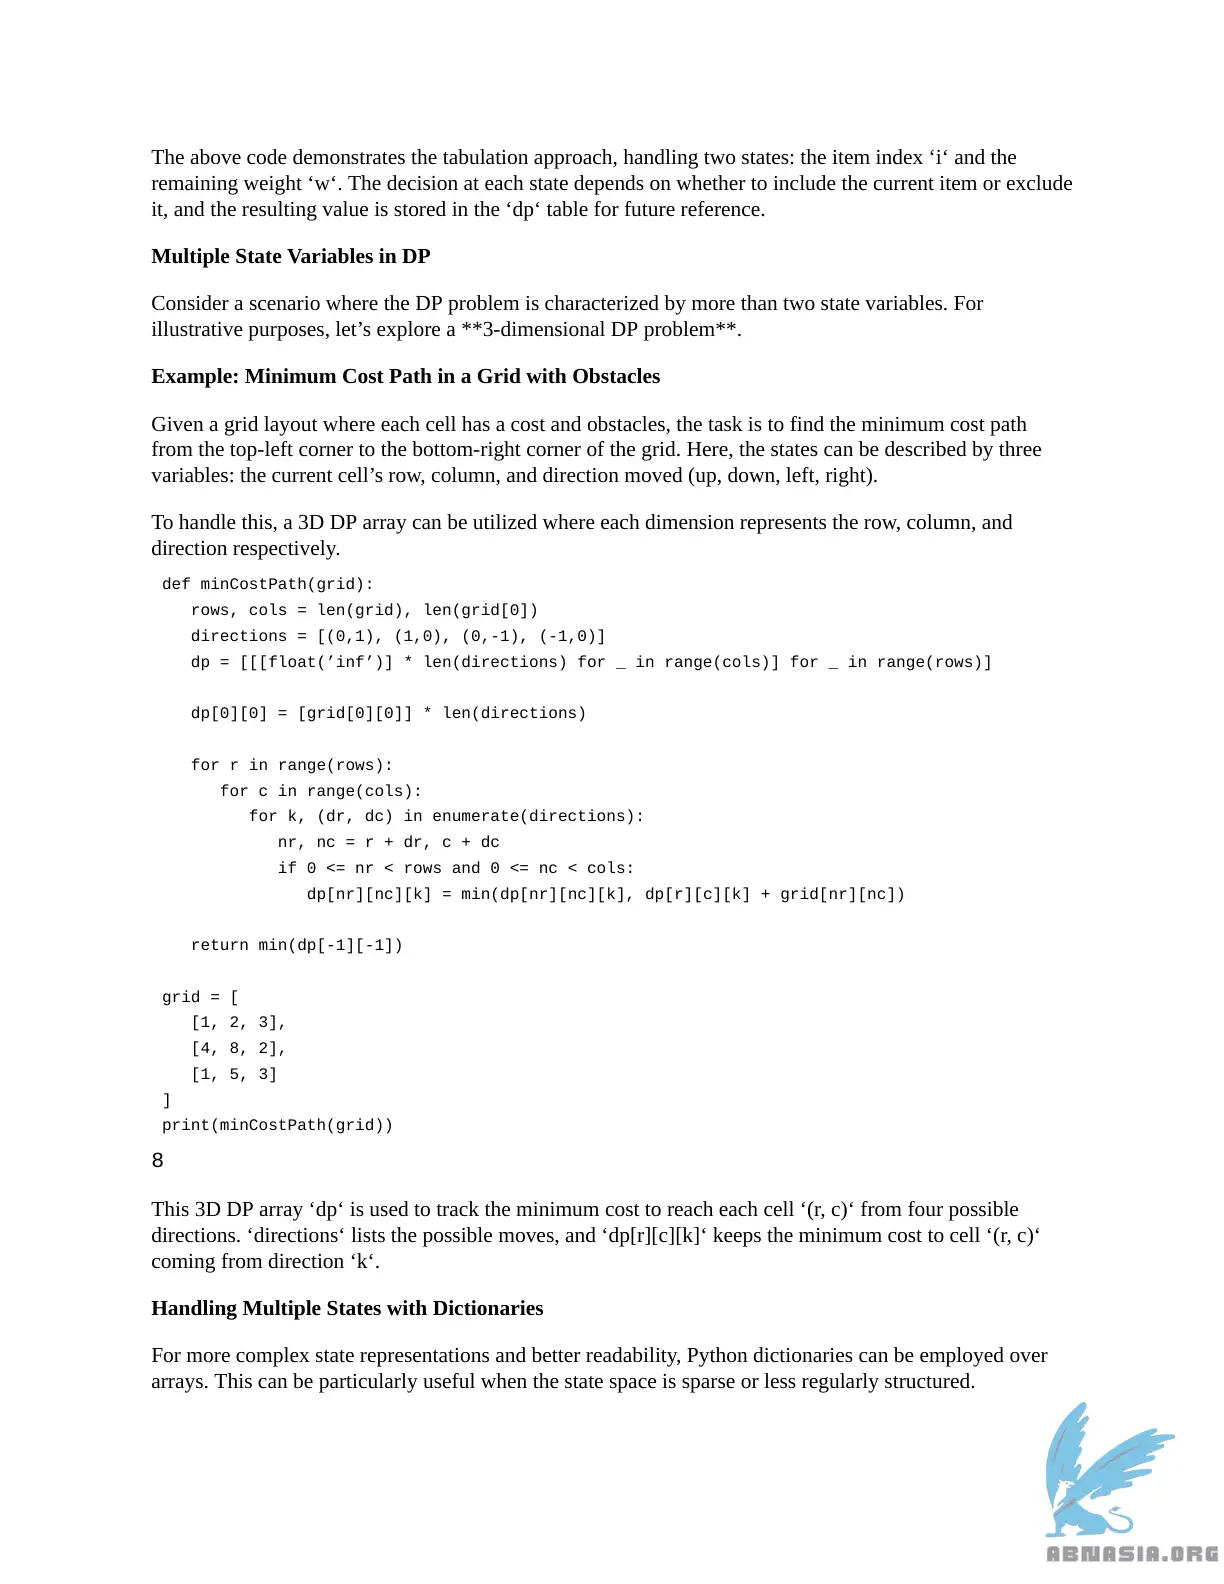 The above code demonstrates the tabulation approach, handling two states: the item index ‘i‘ and the
remaining weight ‘w‘. The decision at each state depends on whether to include the current item or exclude
it, and the resulting value is stored in the ‘dp‘ table for future reference.
Multiple State Variables in DP
Consider a scenario where the DP problem is characterized by more than two state variables. For
illustrative purposes, let’s explore a **3-dimensional DP problem**.
Example: Minimum Cost Path in a Grid with Obstacles
Given a grid layout where each cell has a cost and obstacles, the task is to find the minimum cost path
from the top-left corner to the bottom-right corner of the grid. Here, the states can be described by three
variables: the current cell’s row, column, and direction moved (up, down, left, right).
To handle this, a 3D DP array can be utilized where each dimension represents the row, column, and
direction respectively.
def minCostPath(grid):
   rows, cols = len(grid), len(grid[0])
   directions = [(0,1), (1,0), (0,-1), (-1,0)]
   dp = [[[float(’inf’)] * len(directions) for _ in range(cols)] for _ in range(rows)]
   dp[0][0] = [grid[0][0]] * len(directions)
   for r in range(rows):
      for c in range(cols):
         for k, (dr, dc) in enumerate(directions):
            nr, nc = r + dr, c + dc
            if 0 <= nr < rows and 0 <= nc < cols:
               dp[nr][nc][k] = min(dp[nr][nc][k], dp[r][c][k] + grid[nr][nc])
   return min(dp[-1][-1])
grid = [
   [1, 2, 3],
   [4, 8, 2],
   [1, 5, 3]
]
print(minCostPath(grid))
8
This 3D DP array ‘dp‘ is used to track the minimum cost to reach each cell ‘(r, c)‘ from four possible
directions. ‘directions‘ lists the possible moves, and ‘dp[r][c][k]‘ keeps the minimum cost to cell ‘(r, c)‘
coming from direction ‘k‘.
Handling Multiple States with Dictionaries
For more complex state representations and better readability, Python dictionaries can be employed over
arrays. This can be particularly useful when the state space is sparse or less regularly structured.
ABNASIA.ORG